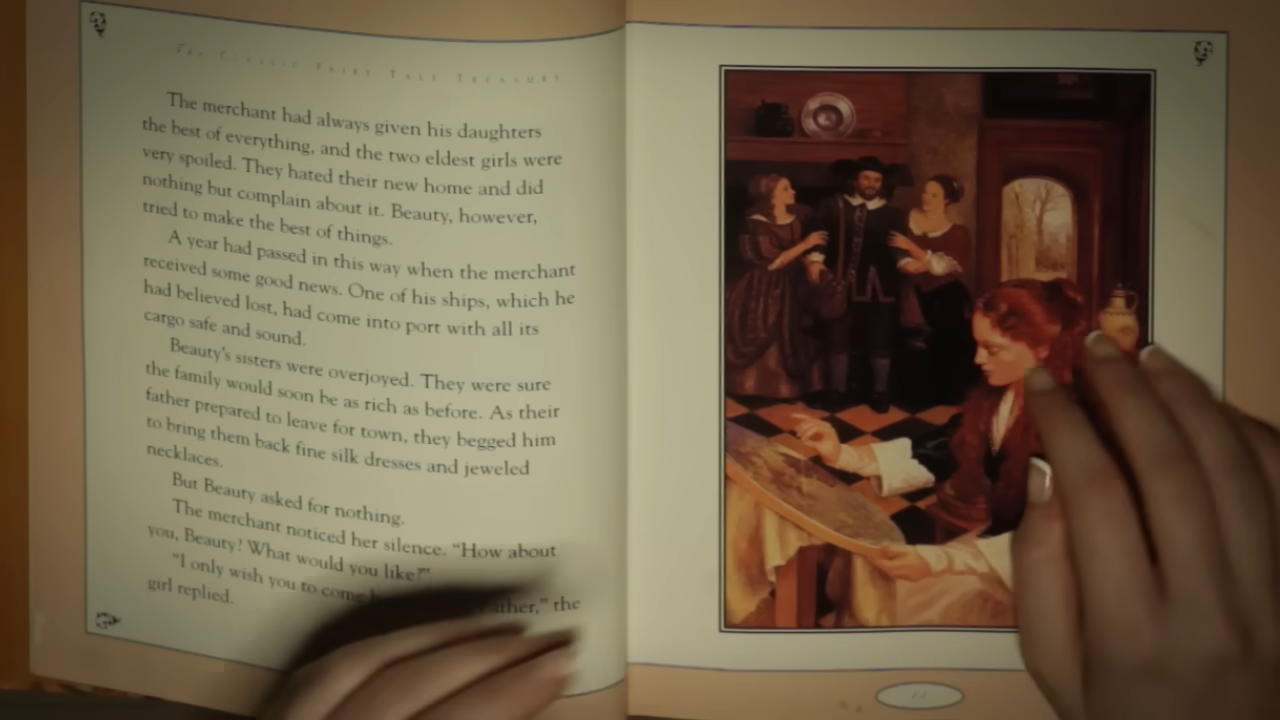 The Classic Fairy Tale Treasury
The merchant had always given his daughters
the best of everything, and the two eldest girls were
very spoiled. They hated their new home and did
nothing but complain about it. Beauty, however,
tried to make the best of things.
A year had passed in this way when the merchant
received some good news. One of his ships, which he
had believed lost, had come into port with all its
cargo safe and sound.
Beauty's sisters were overjoyed. They were sure
the family would soon be as rich as before. As their
father prepared to leave for town, they begged him
to bring them back fine silk dresses and jeweled
necklaces.
But Beauty asked for nothing.
The merchant noticed her silence. “How about
you, Beauty? What would you like?”
“I only wish you to come the
girl replied.